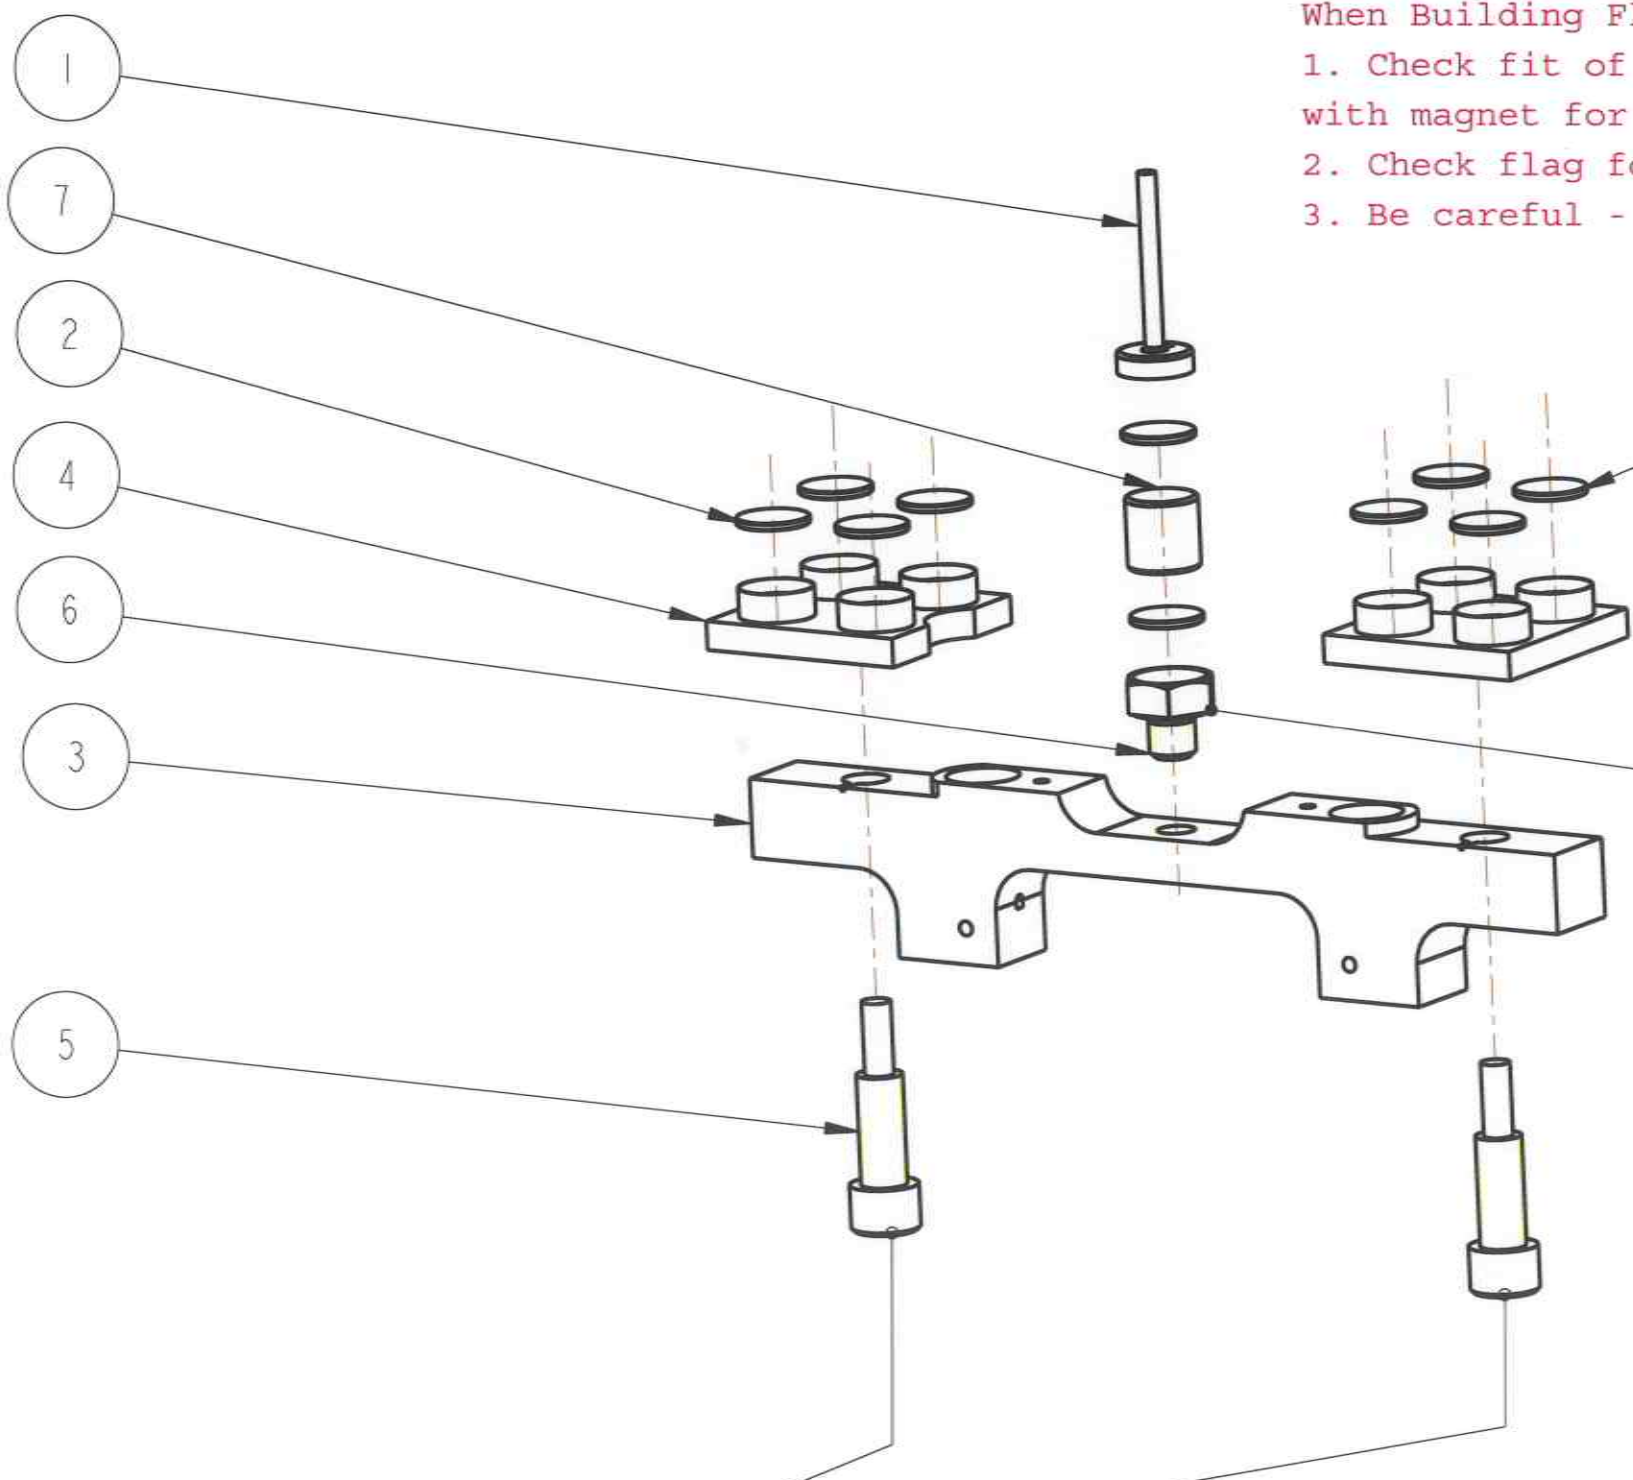 When Building
1. Check fit of
with magnet for
2. Check flag
3. Be careful -
1
7
2
4
6
3
5